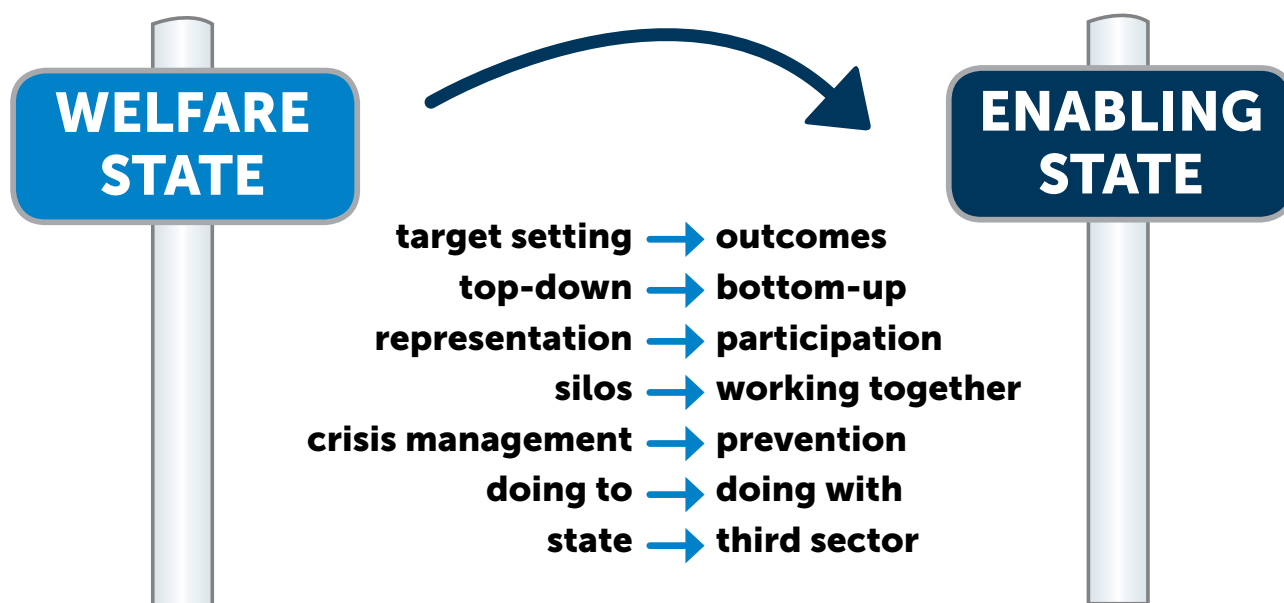 WELFARE
STATE
ENABLING
STATE
target setting → outcomes
top-down → bottom-up
representation → participation
silos → working together
crisis management → prevention
doing to → doing with
state → third sector